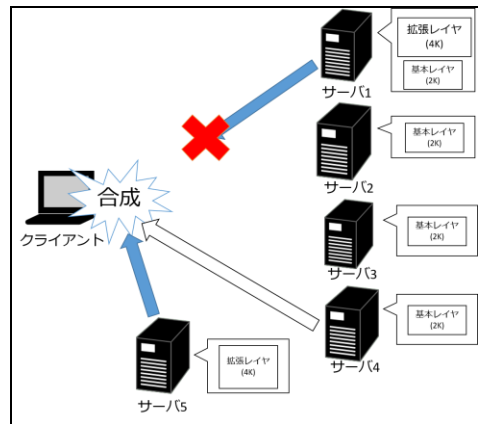 拡張レイヤ
(4K)
基本レイヤ
(2K)
サーバ1
基本レイヤ
(2K)
サーバ2
合成
クライアント
基本レイヤ
(2K)
サーバ3
基本レイヤ
(2K)
サーバ4
拡張レイヤ
(4K)
サーバ5